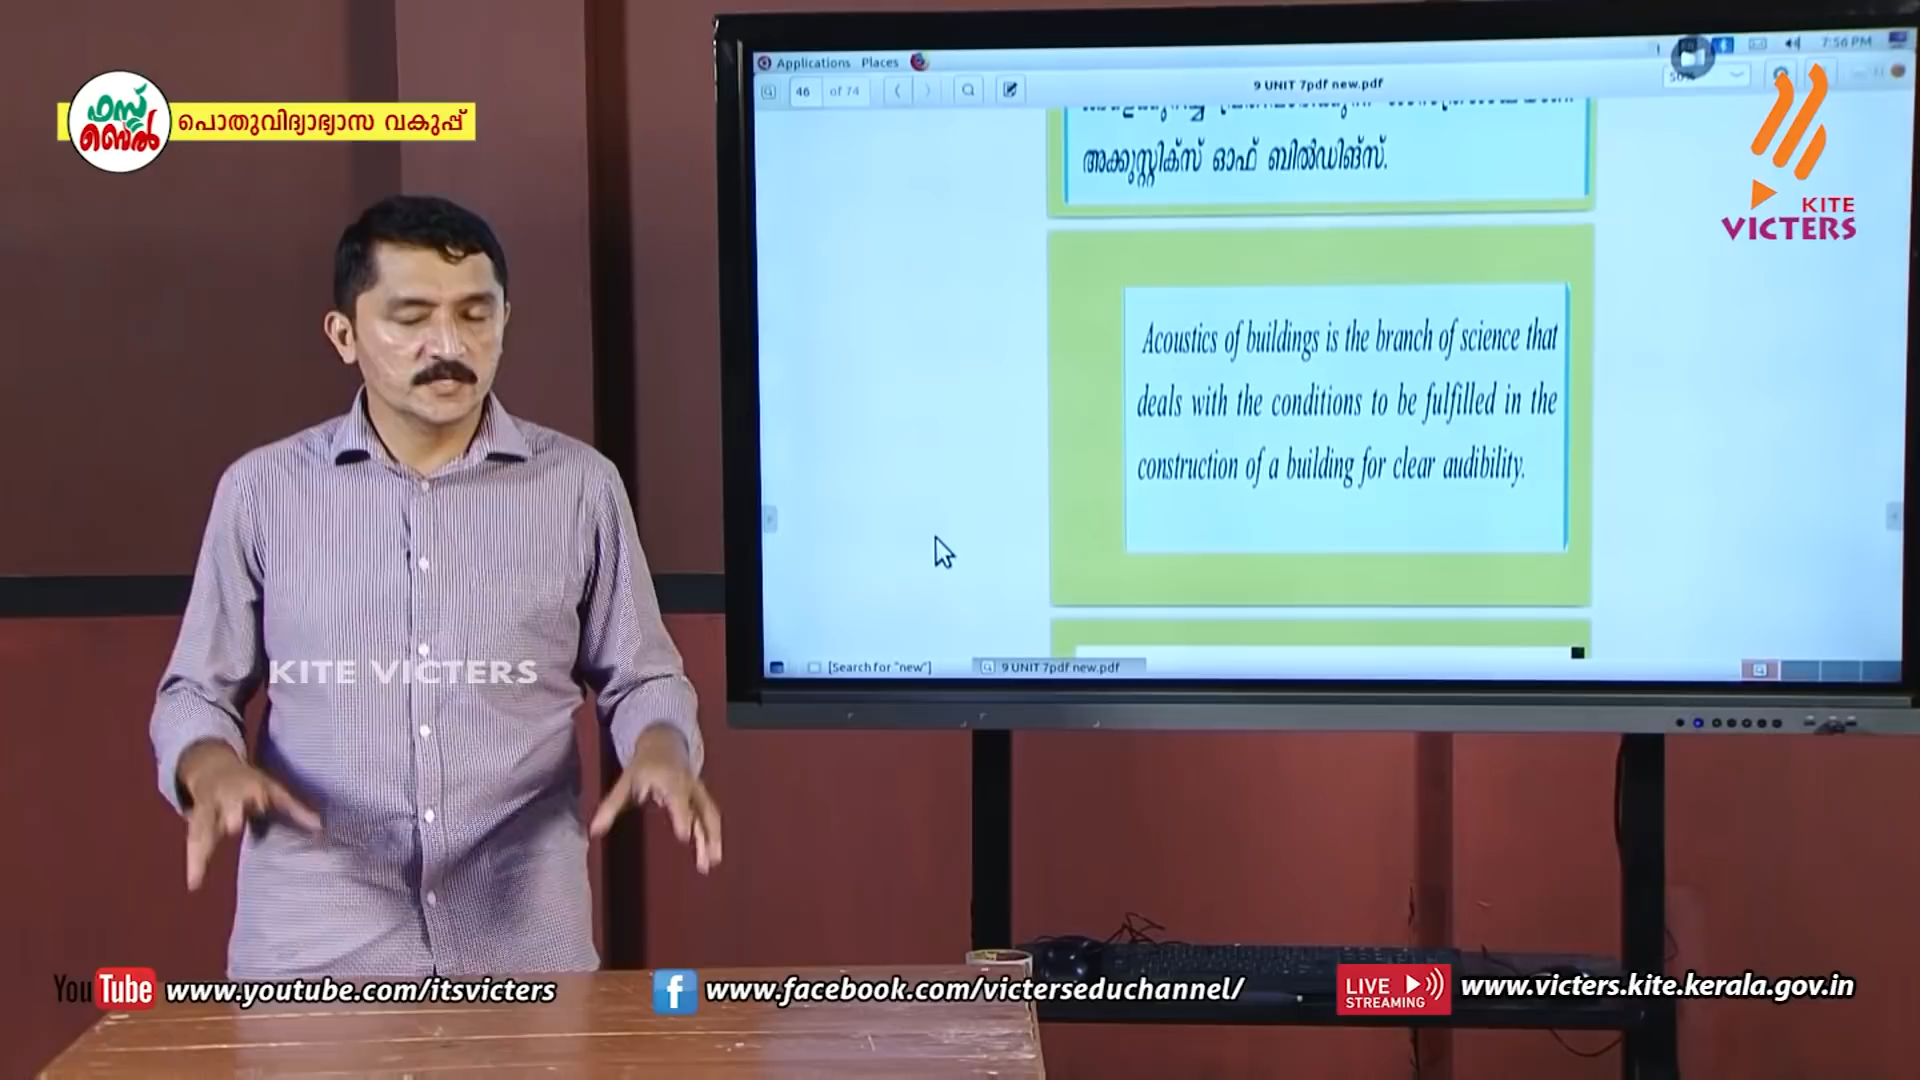 ഫസ്റ്റ്
ബെൽ
പൊതുവിദ്യാഭ്യാസ വകുപ്പ്
Applications Places
7:56 PM
46 of 74
9 UNIT 7pdf new.pdf
50%
അക്കുസ്റ്റിക്സ് ഓഫ് ബിൽഡിങ്സ്.
KITE
VICTERS
Acoustics of buildings is the branch of science that
deals with the conditions to be fulfilled in the
construction of a building for clear audibility.
[Search for "new"]
9 UNIT 7pdf new.pdf
KITE VICTERS
YouTube www.youtube.com/itsvicters
f www.facebook.com/victerseduchannel/
LIVE
STREAMING
www.victers.kite.kerala.gov.in